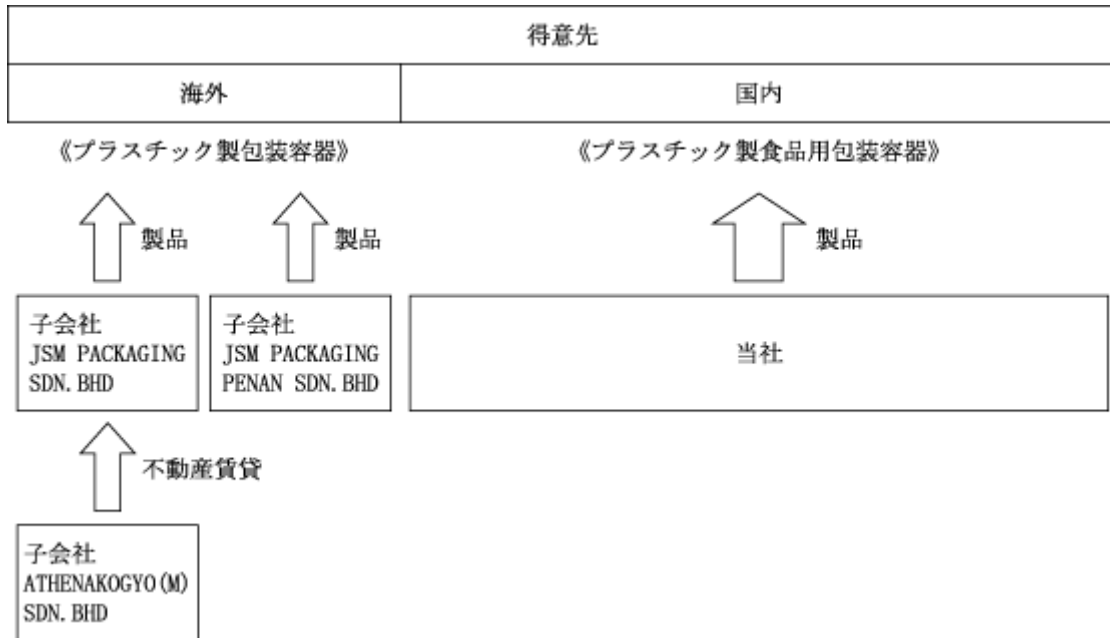 得意先
海外
国内
《プラスチック製包装容器》
《プラスチック製食品用包装容器》
製品
製品
製品
子会社
JSM PACKAGING
SDN.BHD
子会社
JSM PACKAGING
PENAN SDN.BHD
当社
不動産賃貸
子会社
ATHENAKOGYO(M)
SDN.BHD